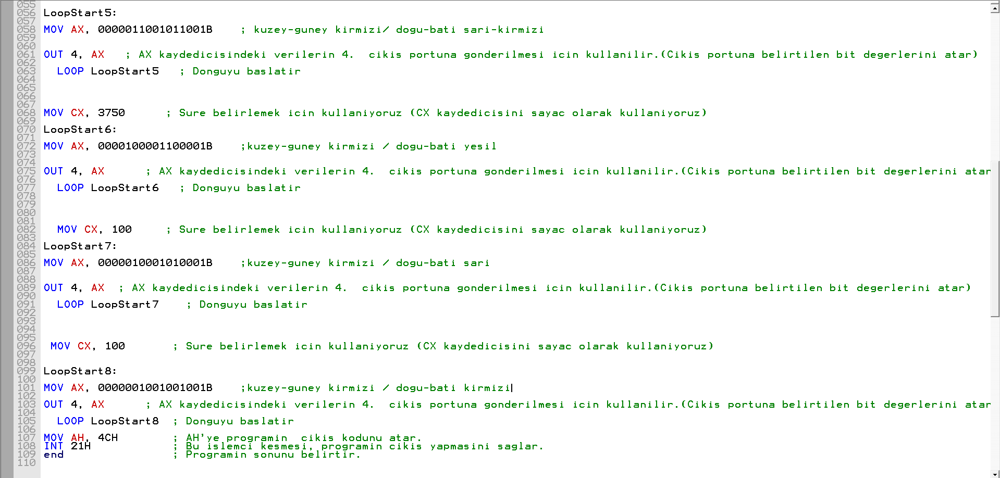 055
056 LoopStart5:
057
058 MOV AX, 0000011001011001B    ; kuzey-guney kirmizi/ dogu-bati sari-kirmizi
059
060
061 OUT 4, AX   ; AX kaydedicisindeki verilerin 4.  cikis portuna gonderilmesi icin kullanilir.(Cikis portuna belirtilen bit degerlerini atar)
062
063   LOOP LoopStart5   ; Donguyu baslatir
064
065
066
067
068 MOV CX, 3750      ; Sure belirlemek icin kullaniyoruz (CX kaydedicisini sayac olarak kullaniyoruz)
069
070 LoopStart6:
071
072 MOV AX, 0000100001100001B    ;kuzey-guney kirmizi / dogu-bati yesil
073
074
075 OUT 4, AX      ; AX kaydedicisindeki verilerin 4.  cikis portuna gonderilmesi icin kullanilir.(Cikis portuna belirtilen bit degerlerini atar
076
077   LOOP LoopStart6   ; Donguyu baslatir
078
079
080
081
082   MOV CX, 100     ; Sure belirlemek icin kullaniyoruz (CX kaydedicisini sayac olarak kullaniyoruz)
083
084 LoopStart7:
085
086 MOV AX, 0000010001010001B    ;kuzey-guney kirmizi / dogu-bati sari
087
088
089 OUT 4, AX  ; AX kaydedicisindeki verilerin 4.  cikis portuna gonderilmesi icin kullanilir.(Cikis portuna belirtilen bit degerlerini atar)
090
091   LOOP LoopStart7    ; Donguyu baslatir
092
093
094
095
096  MOV CX, 100       ; Sure belirlemek icin kullaniyoruz (CX kaydedicisini sayac olarak kullaniyoruz)
097
098
099 LoopStart8:
100
101 MOV AX, 0000001001001001B    ;kuzey-guney kirmizi / dogu-bati kirmizi
102
103 OUT 4, AX      ; AX kaydedicisindeki verilerin 4.  cikis portuna gonderilmesi icin kullanilir.(Cikis portuna belirtilen bit degerlerini atar
104
105   LOOP LoopStart8  ; Donguyu baslatir
106
107 MOV AH, 4CH        ; AH'ye programin  cikis kodunu atar.
108 INT 21H            ; Bu islemci kesmesi, programin cikis yapmasini saglar.
109 end                ; Programin sonunu belirtir.
110